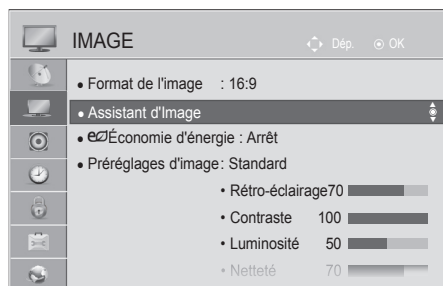 IMAGE
Dép. OK
• Format de l'image : 16:9
• Assistant d'Image
• Économie d'énergie : Arrêt
• Préréglages d'image: Standard
• Rétro-éclairage70
• Contraste 100
• Luminosité 50
• Netteté 70